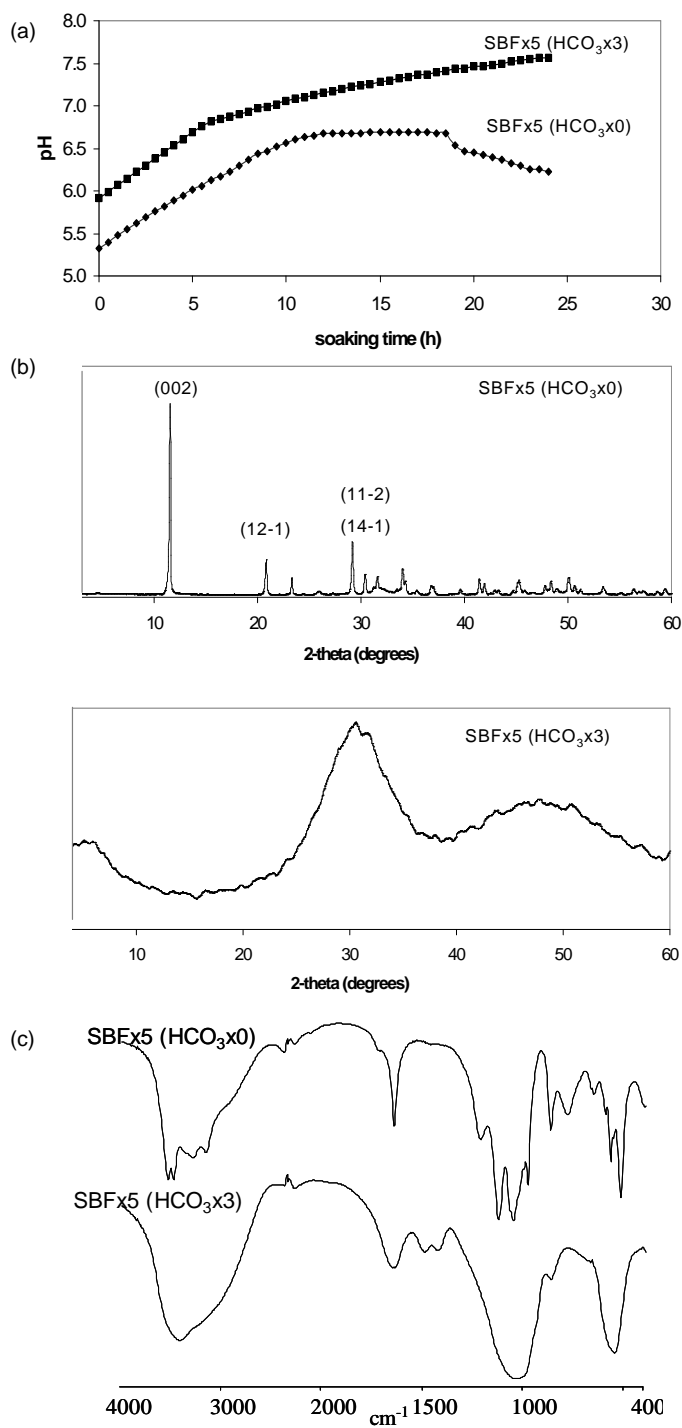 (a)
8.0
7.5
7.0
6.5
6.0
5.5
5.0
pH
SBFx5 (HCO₃x3)
SBFx5 (HCO₃x0)
0 5 10 15 20 25 30
soaking time (h)
(b)
(002)
SBFx5 (HCO₃x0)
(11-2)
(12-1) (14-1)
10 20 30 40 50 60
2-theta (degrees)
SBFx5 (HCO₃x3)
10 20 30 40 50 60
2-theta (degrees)
(c)
SBFx5 (HCO₃x0)
SBFx5 (HCO₃x3)
4000 3000 2000 1500 1000 400
cm⁻¹